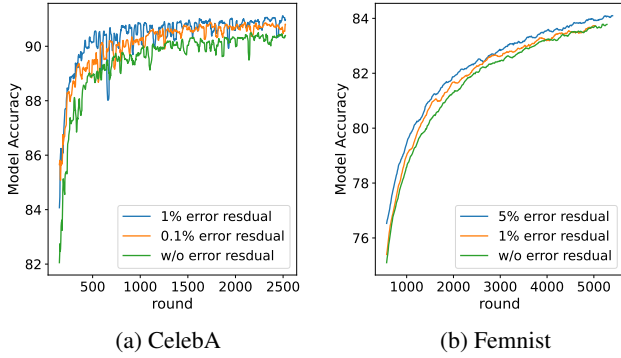 Model Accuracy
90
88
86
84
82
1% error resdual
0.1% error resdual
w/o error resdual
500
1000
1500
2000
2500
round
(a) CelebA
Model Accuracy
84
82
80
78
76
5% error resdual
1% error resdual
w/o error resdual
1000
2000
3000
4000
5000
round
(b) Femnist